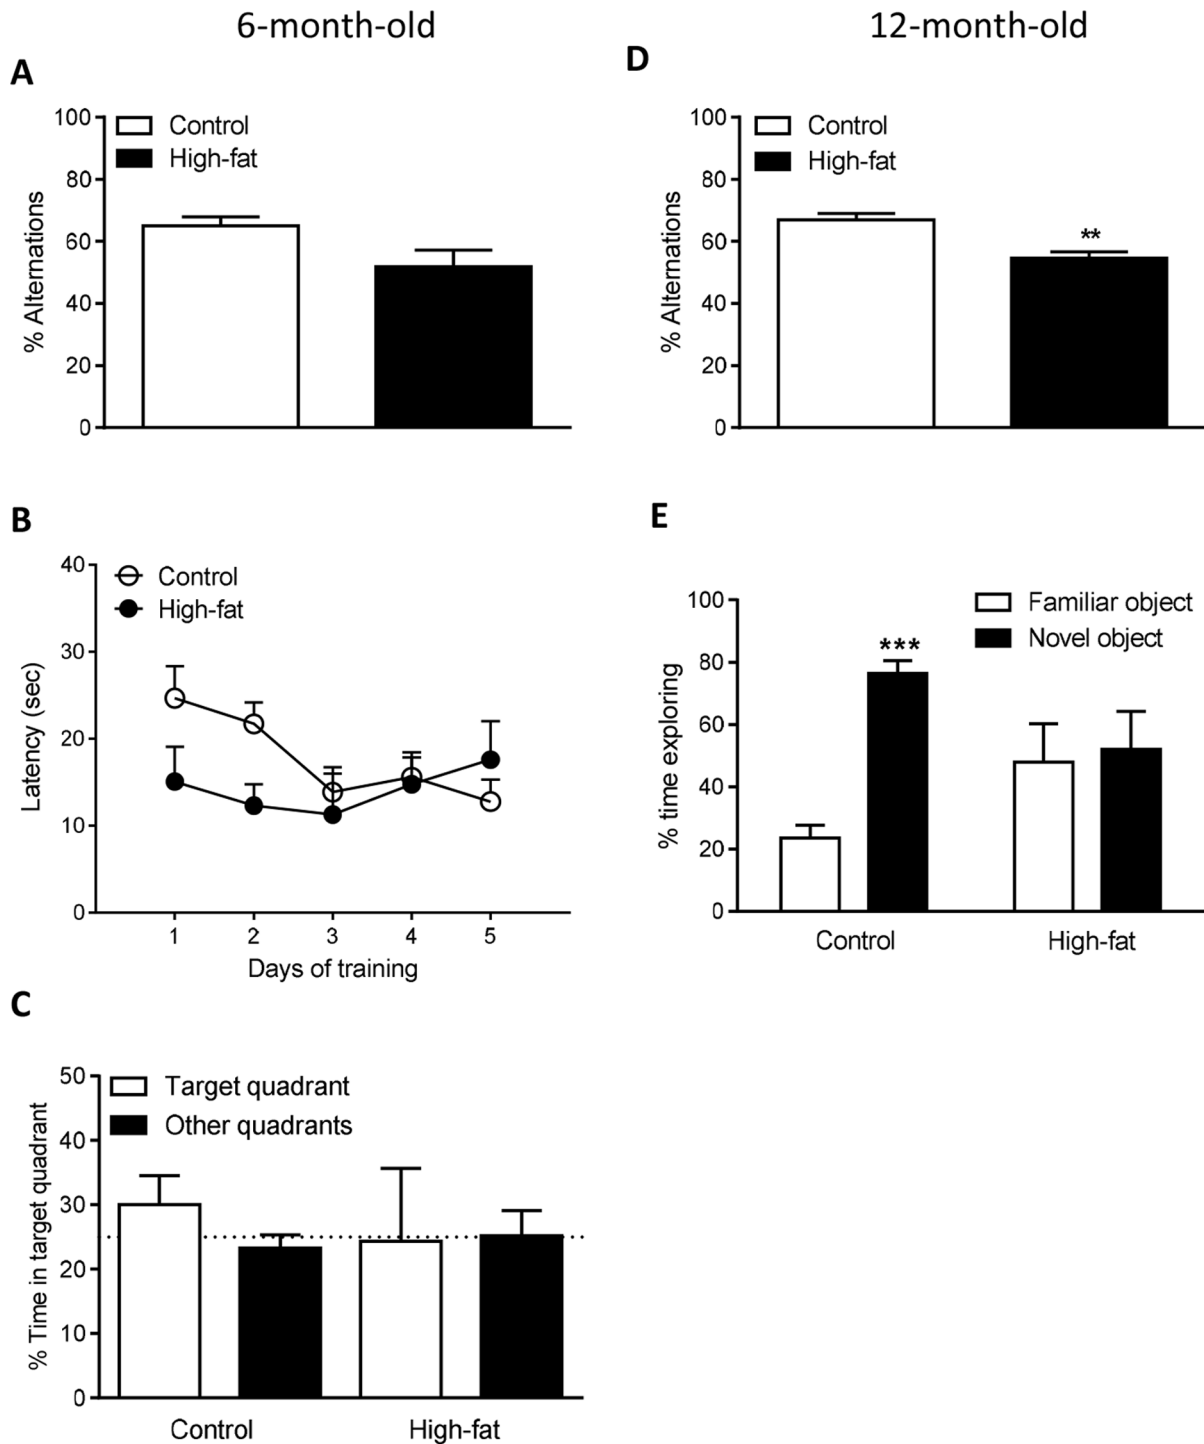 6-month-old
12-month-old
A
100
80
60
40
20
0
% Alternations
Control
High-fat
D
100
80
60
40
20
0
% Alternations
Control
High-fat
**
B
40
30
20
10
0
Latency (sec)
Control
High-fat
1 2 3 4 5
Days of training
E
100
80
60
40
20
0
% time exploring
Familiar object
Novel object
***
Control High-fat
C
50
40
30
20
10
0
% Time in target quadrant
Target quadrant
Other quadrants
Control High-fat